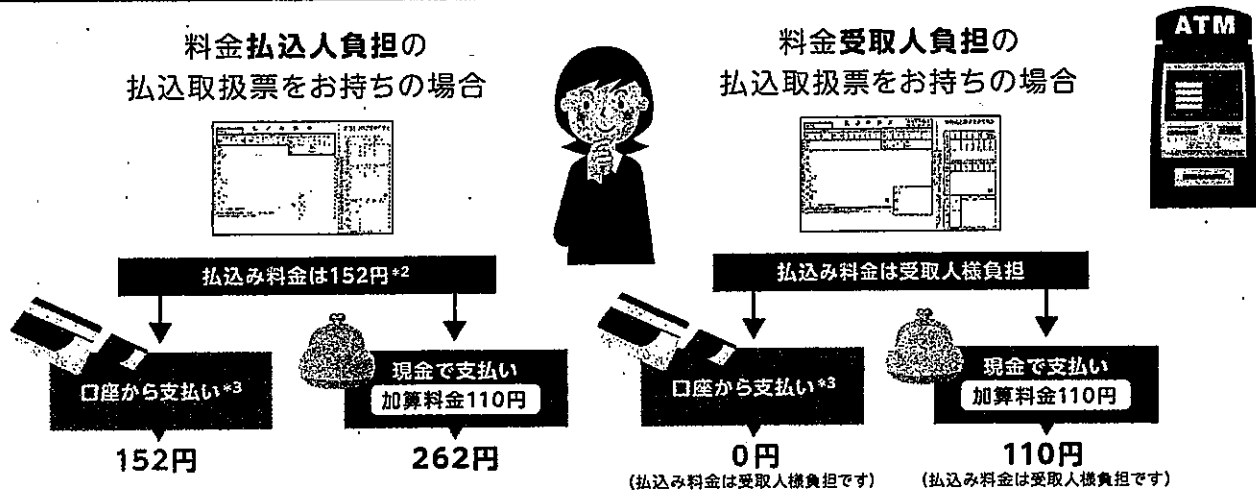 料金払込人負担の
払込取扱票をお持ちの場合
払込み料金は152円*2
口座から支払い*3
152円
現金で支払い
加算料金110円
262円
料金受取人負担の
払込取扱票をお持ちの場合
ATM
払込み料金は受取人様負担
口座から支払い*3
0円
(払込み料金は受取人様負担です)
現金で支払い
加算料金110円
110円
(払込み料金は受取人様負担です)